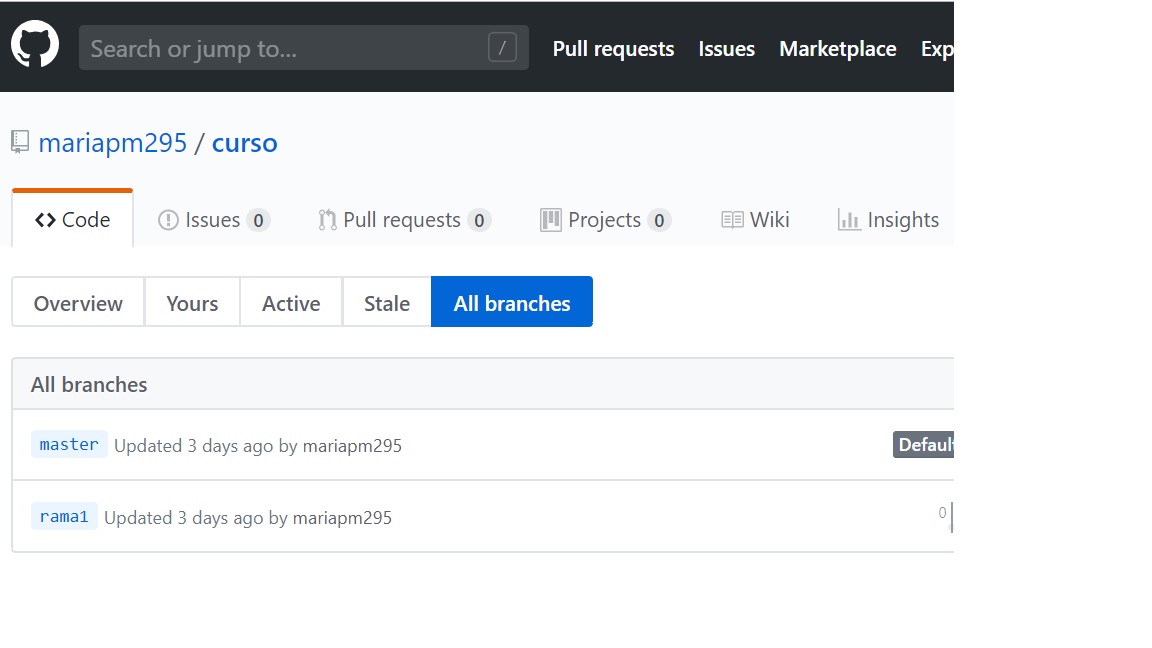 Search or jump to... / Pull requests Issues Marketplace Exp
mariapm295 / curso
<> Code Issues 0 Pull requests 0 Projects 0 Wiki Insights
Overview Yours Active Stale All branches
All branches
master Updated 3 days ago by mariapm295 Default
rama1 Updated 3 days ago by mariapm295 0